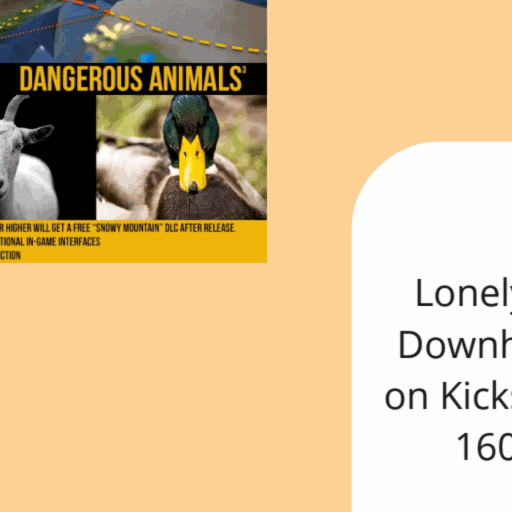 DANGEROUS ANIMALS³
R HIGHER WILL GET A FREE "SNOWY MOUNTAIN" DLC AFTER RELEASE.
TIONAL IN-GAME INTERFACES
CTION
Lonely
Downh
on Kicks
160